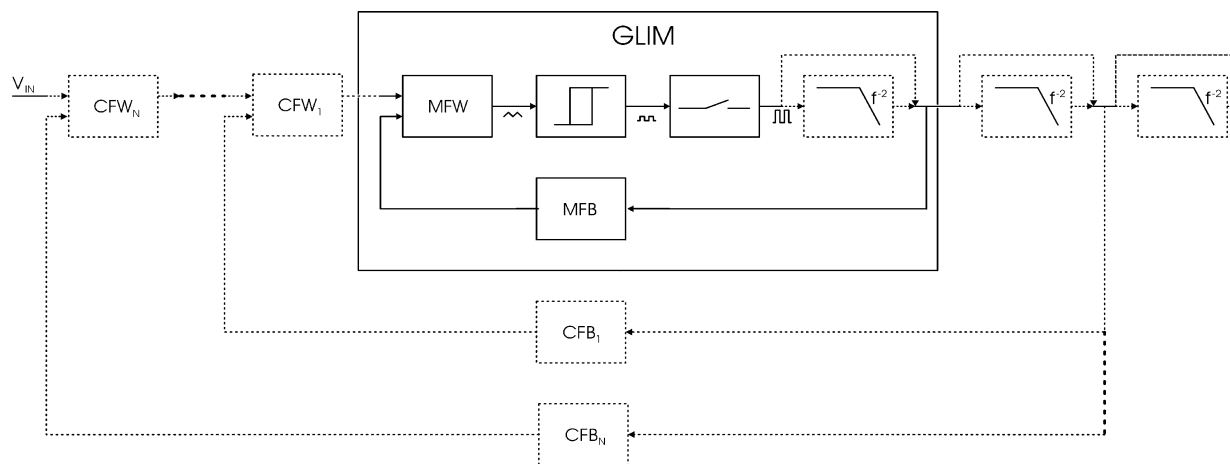 GLIM
V_IN
CFW_N
CFW_1
MFW
f^-2
f^-2
f^-2
MFB
CFB_1
CFB_N